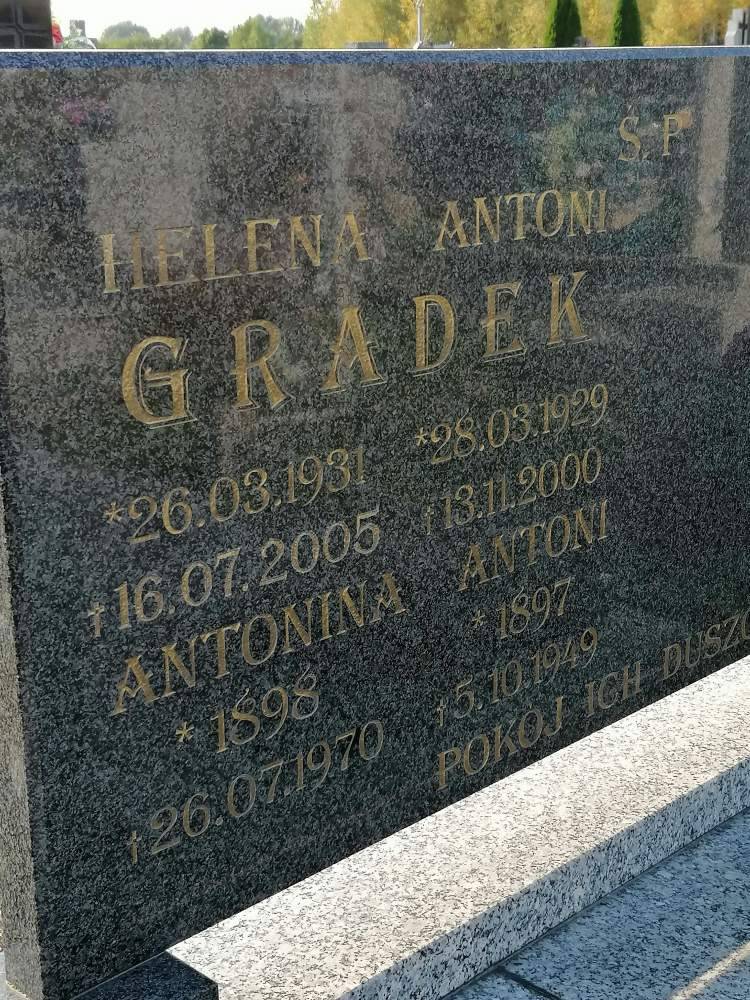 Ś. P
HELENA ANTONI
GRADEK
*26.03.1931 *28.03.1929
†16.07.2005 †13.11.2000
ANTONINA ANTONI
* 1898 * 1897
†26.07.1970 †5.10.1949
POKÓJ ICH DUSZO